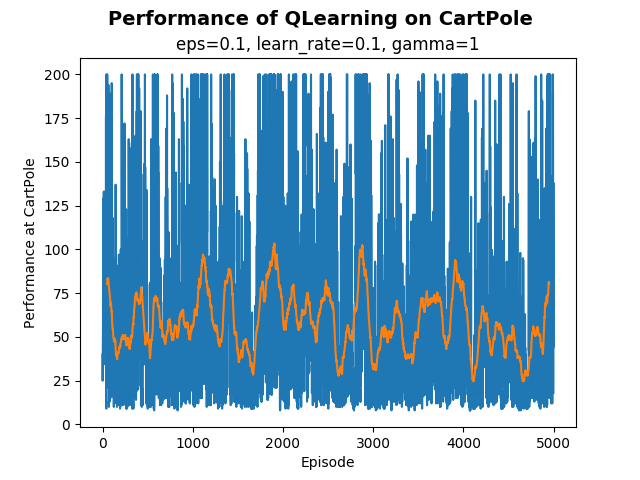 Performance of QLearning on CartPole
eps=0.1, learn_rate=0.1, gamma=1
Performance at CartPole
200
175
150
125
100
75
50
25
0
0 1000 2000 3000 4000 5000
Episode